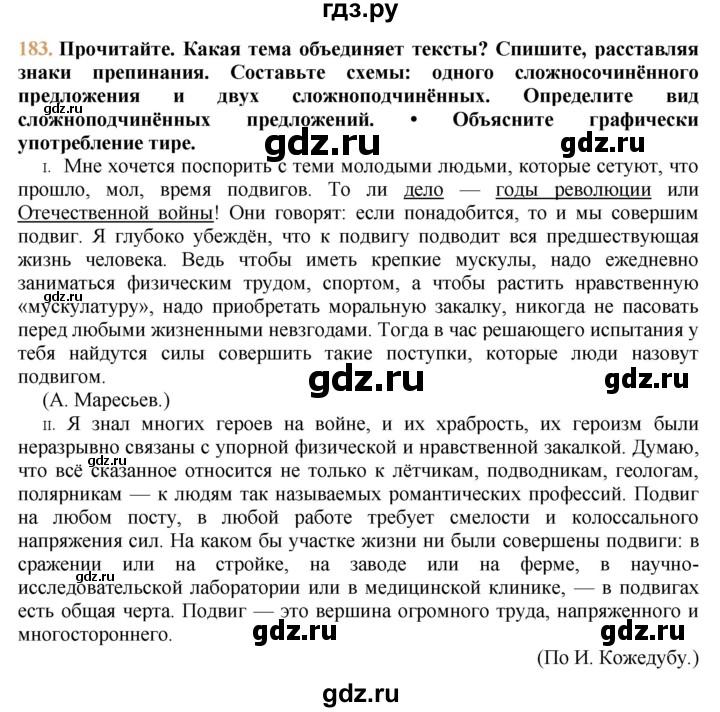 гдз.ру
183. Прочитайте. Какая тема объединяет тексты? Спишите, расставляя
знаки препинания. Составьте схемы: одного сложносочинённого
предложения и двух сложноподчинённых. Определите вид
сложноподчинённых предложений. • Объясните графически
употребление тире.
gdz.ru gdz.ru
I. Мне хочется поспорить с теми молодыми людьми, которые сетуют, что
прошло, мол, время подвигов. То ли дело — годы революции или
Отечественной войны! Они говорят: если понадобится, то и мы совершим
подвиг. Я глубоко убеждён, что к подвигу подводит вся предшествующая
жизнь человека. Ведь чтобы иметь крепкие мускулы, надо ежедневно
заниматься физическим трудом, спортом, а чтобы растить нравственную
«мускулатуру», надо приобретать моральную закалку, никогда не пасовать
перед любыми жизненными невзгодами. Тогда в час решающего испытания у
тебя найдутся силы совершить такие поступки, которые люди назовут
подвигом.
gdz.ru
(А. Маресьев.)
II. Я знал многих героев на войне, и их храбрость, их героизм были
неразрывно связаны с упорной физической и нравственной закалкой. Думаю,
что всё сказанное относится не только к лётчикам, подводникам, геологам,
полярникам — к людям так называемых романтических профессий. Подвиг
на любом посту, в любой работе требует смелости и колоссального
напряжения сил. На каком бы участке жизни ни были совершены подвиги: в
сражении или на стройке, на заводе или на ферме, в научно-
исследовательской лаборатории или в медицинской клинике, — в подвигах
есть общая черта. Подвиг — это вершина огромного труда, напряженного и
многостороннего.
gdz.ru gdz.ru
(По И. Кожедубу.)
gdz.ru